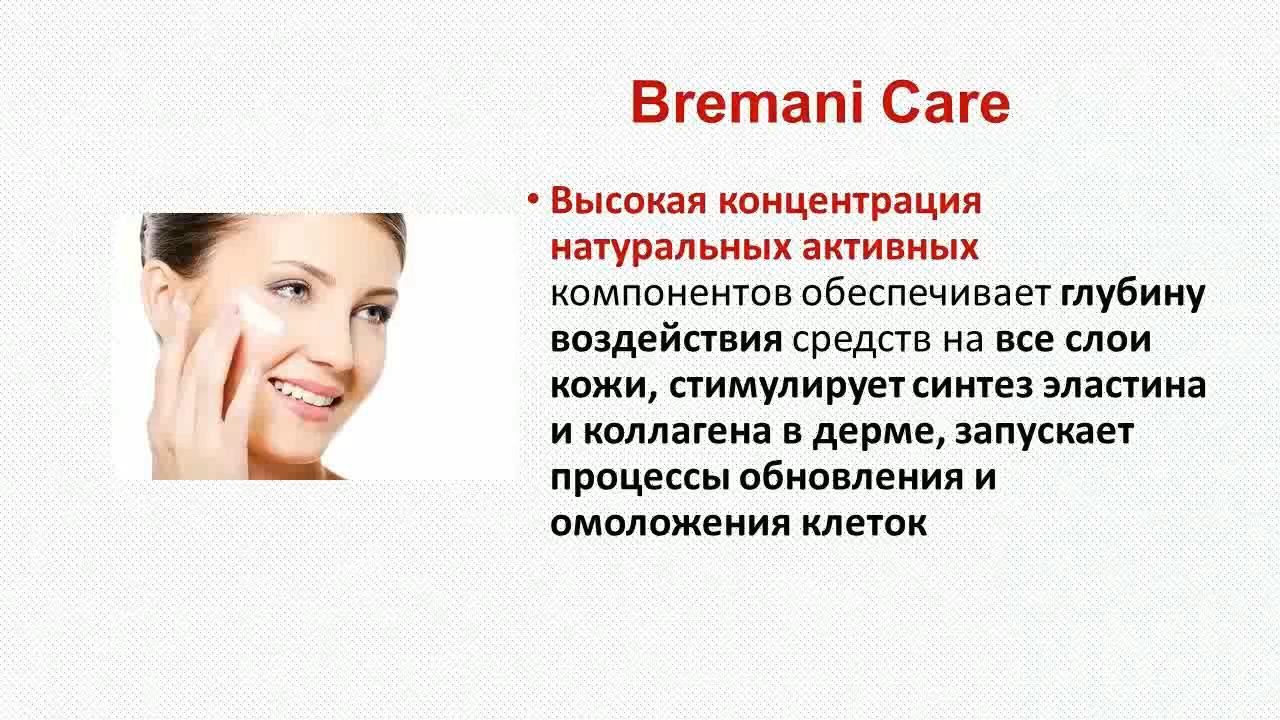 Bremani Care
• Высокая концентрация
натуральных активных
компонентов обеспечивает глубину
воздействия средств на все слои
кожи, стимулирует синтез эластина
и коллагена в дерме, запускает
процессы обновления и
омоложения клеток